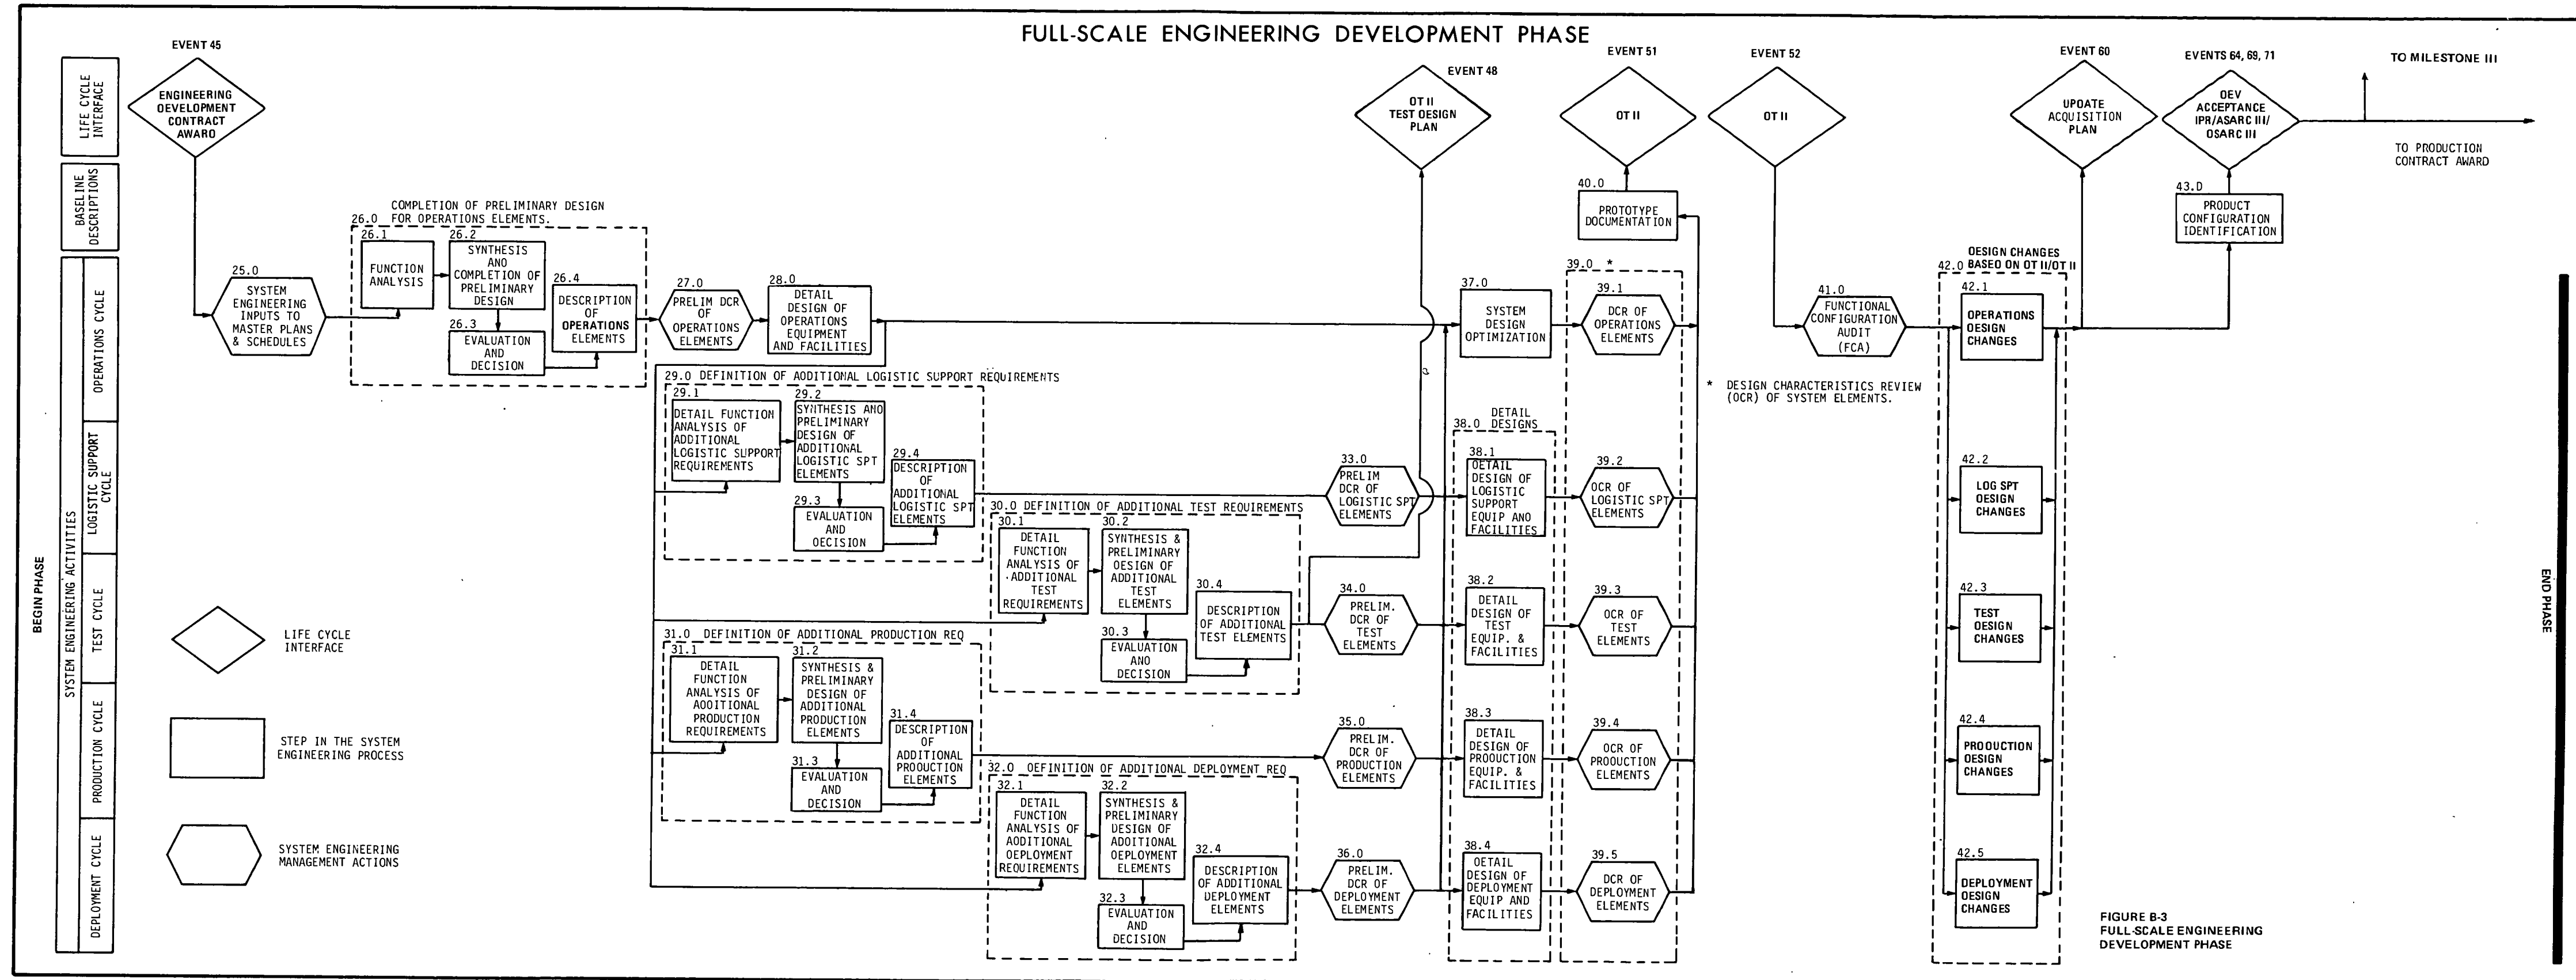 FULL-SCALE ENGINEERING DEVELOPMENT PHASE
BEGIN PHASE
LIFE CYCLE
INTERFACE
BASELINE
DESCRIPTIONS
SYSTEM ENGINEERING ACTIVITIES
OPERATIONS CYCLE
LOGISTIC SUPPORT
CYCLE
TEST CYCLE
PRODUCTION CYCLE
DEPLOYMENT CYCLE
EVENT 45
ENGINEERING
OEVELOPMENT
CONTRACT
AWARO
25.0
SYSTEM
ENGINEERING
INPUTS TO
MASTER PLANS
& SCHEDULES
COMPLETION OF PRELIMINARY DESIGN
26.0 FOR OPERATIONS ELEMENTS.
26.1
FUNCTION
ANALYSIS
26.2
SYNTHESIS
AND
COMPLETION OF
PRELIMINARY
DESIGN
26.3
EVALUATION
AND
DECISION
26.4
DESCRIPTION
OF
OPERATIONS
ELEMENTS
27.0
PRELIM DCR
OF
OPERATIONS
ELEMENTS
28.0
DETAIL
DESIGN OF
OPERATIONS
EQUIPMENT
AND FACILITIES
29.0 DEFINITION OF AODITIONAL LOGISTIC SUPPORT REQUIREMENTS
29.1
DETAIL FUNCTION
ANALYSIS OF
ADDITIONAL
LOGISTIC SUPPORT
REQUIREMENTS
29.2
SYNTHESIS ANO
PRELIMINARY
DESIGN OF
ADDITIONAL
LOGISTIC SPT
ELEMENTS
29.3
EVALUATION
AND
OECISION
29.4
DESCRIPTION
OF
ADDITIONAL
LOGISTIC SPT
ELEMENTS
30.0 DEFINITION OF ADDITIONAL TEST REQUIREMENTS
30.1
DETAIL
FUNCTION
ANALYSIS OF
ADDITIONAL
TEST
REQUIREMENTS
30.2
SYNTHESIS &
PRELIMINARY
DESIGN OF
ADDITIONAL
TEST
ELEMENTS
30.3
EVALUATION
ANO
DECISION
30.4
DESCRIPTION
OF ADDITIONAL
TEST ELEMENTS
31.0 DEFINITION OF ADDITIONAL PRODUCTION REQ
31.1
DETAIL
FUNCTION
ANALYSIS OF
AOOITIONAL
PRODUCTION
REQUIREMENTS
31.2
SYNTHESIS &
PRELIMINARY
DESIGN OF
ADDITIONAL
PRODUCTION
ELEMENTS
31.3
EVALUATION
AND
DECISION
31.4
DESCRIPTION
OF
ADDITIONAL
PRODUCTION
ELEMENTS
32.0 OEFINITION OF ADDITIONAL DEPLOYMENT REQ
32.1
DETAIL
FUNCTION
ANALYSIS OF
AODITIONAL
OEPLOYMENT
REQUIREMENTS
32.2
SYNTHESIS &
PRELIMINARY
DESIGN OF
ADOITIONAL
OEPLOYMENT
ELEMENTS
32.3
EVALUATION
AND
DECISION
32.4
DESCRIPTION
OF ADDITIONAL
DEPLOYMENT
ELEMENTS
33.0
PRELIM
DCR OF
LOGISTIC SPT
ELEMENTS
34.0
PRELIM.
DCR OF
TEST
ELEMENTS
35.0
PRELIM.
DCR OF
PRODUCTION
ELEMENTS
36.0
PRELIM.
DCR OF
DEPLOYMENT
ELEMENTS
EVENT 48
OT II
TEST OESIGN
PLAN
37.0
SYSTEM
DESIGN
OPTIMIZATION
DETAIL
38.0 DESIGNS
38.1
OETAIL
DESIGN OF
LOGISTIC
SUPPORT
EQUIP ANO
FACILITIES
38.2
DETAIL
DESIGN OF
TEST
EQUIP. &
FACILITIES
38.3
DETAIL
DESIGN OF
PRODUCTION
EQUIP. &
FACILITIES
38.4
OETAIL
DESIGN OF
DEPLOYMENT
EQUIP AND
FACILITIES
EVENT 51
OT II
40.0
PROTOTYPE
DOCUMENTATION
39.0 *
39.1
DCR OF
OPERATIONS
ELEMENTS
39.2
OCR OF
LOGISTIC SPT
ELEMENTS
39.3
OCR OF
TEST
ELEMENTS
39.4
OCR OF
PRODUCTION
ELEMENTS
39.5
DCR OF
DEPLOYMENT
ELEMENTS
* DESIGN CHARACTERISTICS REVIEW
(OCR) OF SYSTEM ELEMENTS.
EVENT 52
OT II
41.0
FUNCTIONAL
CONFIGURATION
AUDIT
(FCA)
OESIGN CHANGES
42.0 BASED ON OT II/OT II
42.1
OPERATIONS
DESIGN
CHANGES
42.2
LOG SPT
DESIGN
CHANGES
42.3
TEST
DESIGN
CHANGES
42.4
PROOUCTION
DESIGN
CHANGES
42.5
DEPLOYMENT
DESIGN
CHANGES
EVENT 60
UPOATE
ACQUISITION
PLAN
EVENTS 64, 69, 71
OEV
ACCEPTANCE
IPR/ASARC III/
OSARC III
43.D
PRODUCT
CONFIGURATION
IDENTIFICATION
TO MILESTONE III
TO PRODUCTION
CONTRACT AWARD
LIFE CYCLE
INTERFACE
STEP IN THE SYSTEM
ENGINEERING PROCESS
SYSTEM ENGINEERING
MANAGEMENT ACTIONS
END PHASE
FIGURE B-3
FULL-SCALE ENGINEERING
DEVELOPMENT PHASE